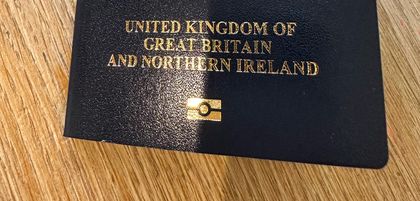 UNITED KINGDOM OF
GREAT BRITAIN
AND NORTHERN IRELAND